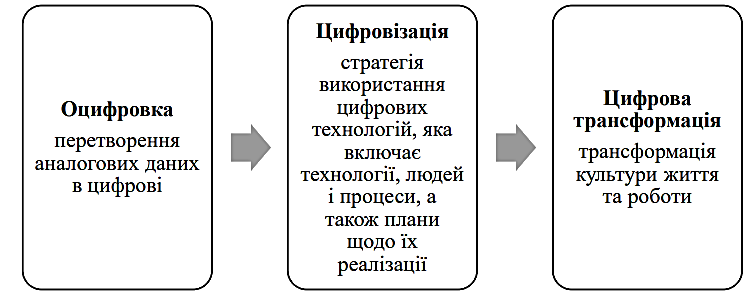 Оцифровка
перетворення
аналогових даних
в цифрові
Цифровізація
стратегія
використання
цифрових
технологій, яка
включає
технології, людей
і процеси, а
також плани
щодо їх
реалізації
Цифрова
трансформація
трансформація
культури життя
та роботи